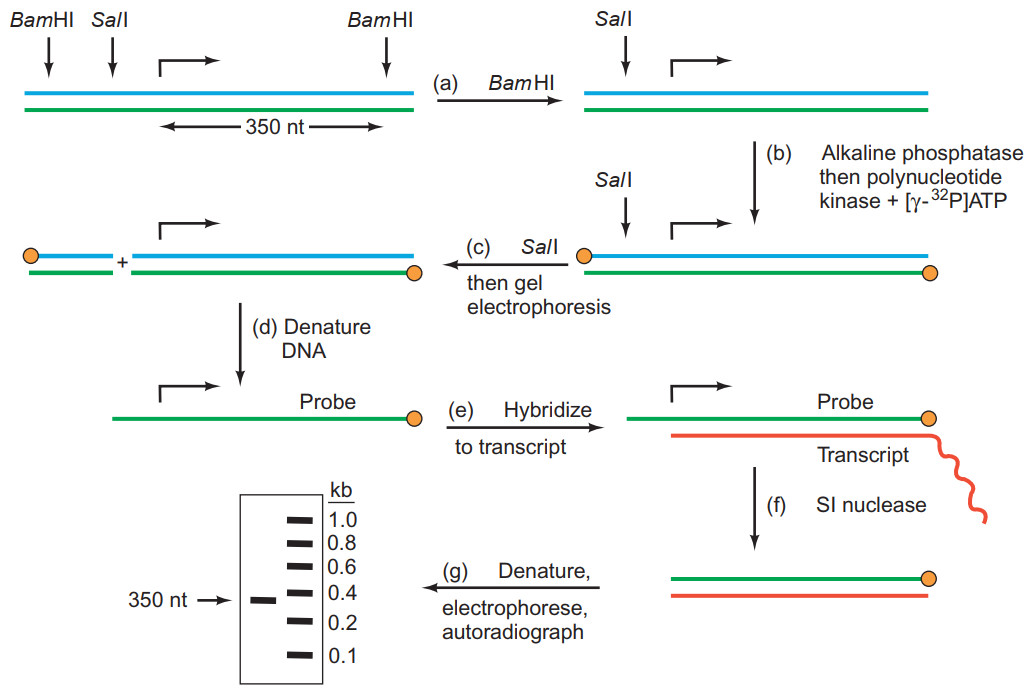 BamHI SalI BamHI
SalI
(a) BamHI
350 nt
(b) Alkaline phosphatase
then polynucleotide
kinase + [γ-32P]ATP
SalI
(c) SalI
then gel
electrophoresis
+
(d) Denature
DNA
Probe
(e) Hybridize
to transcript
Probe
Transcript
(f) SI nuclease
(g) Denature,
electrophorese,
autoradiograph
kb
1.0
0.8
0.6
0.4
0.2
0.1
350 nt